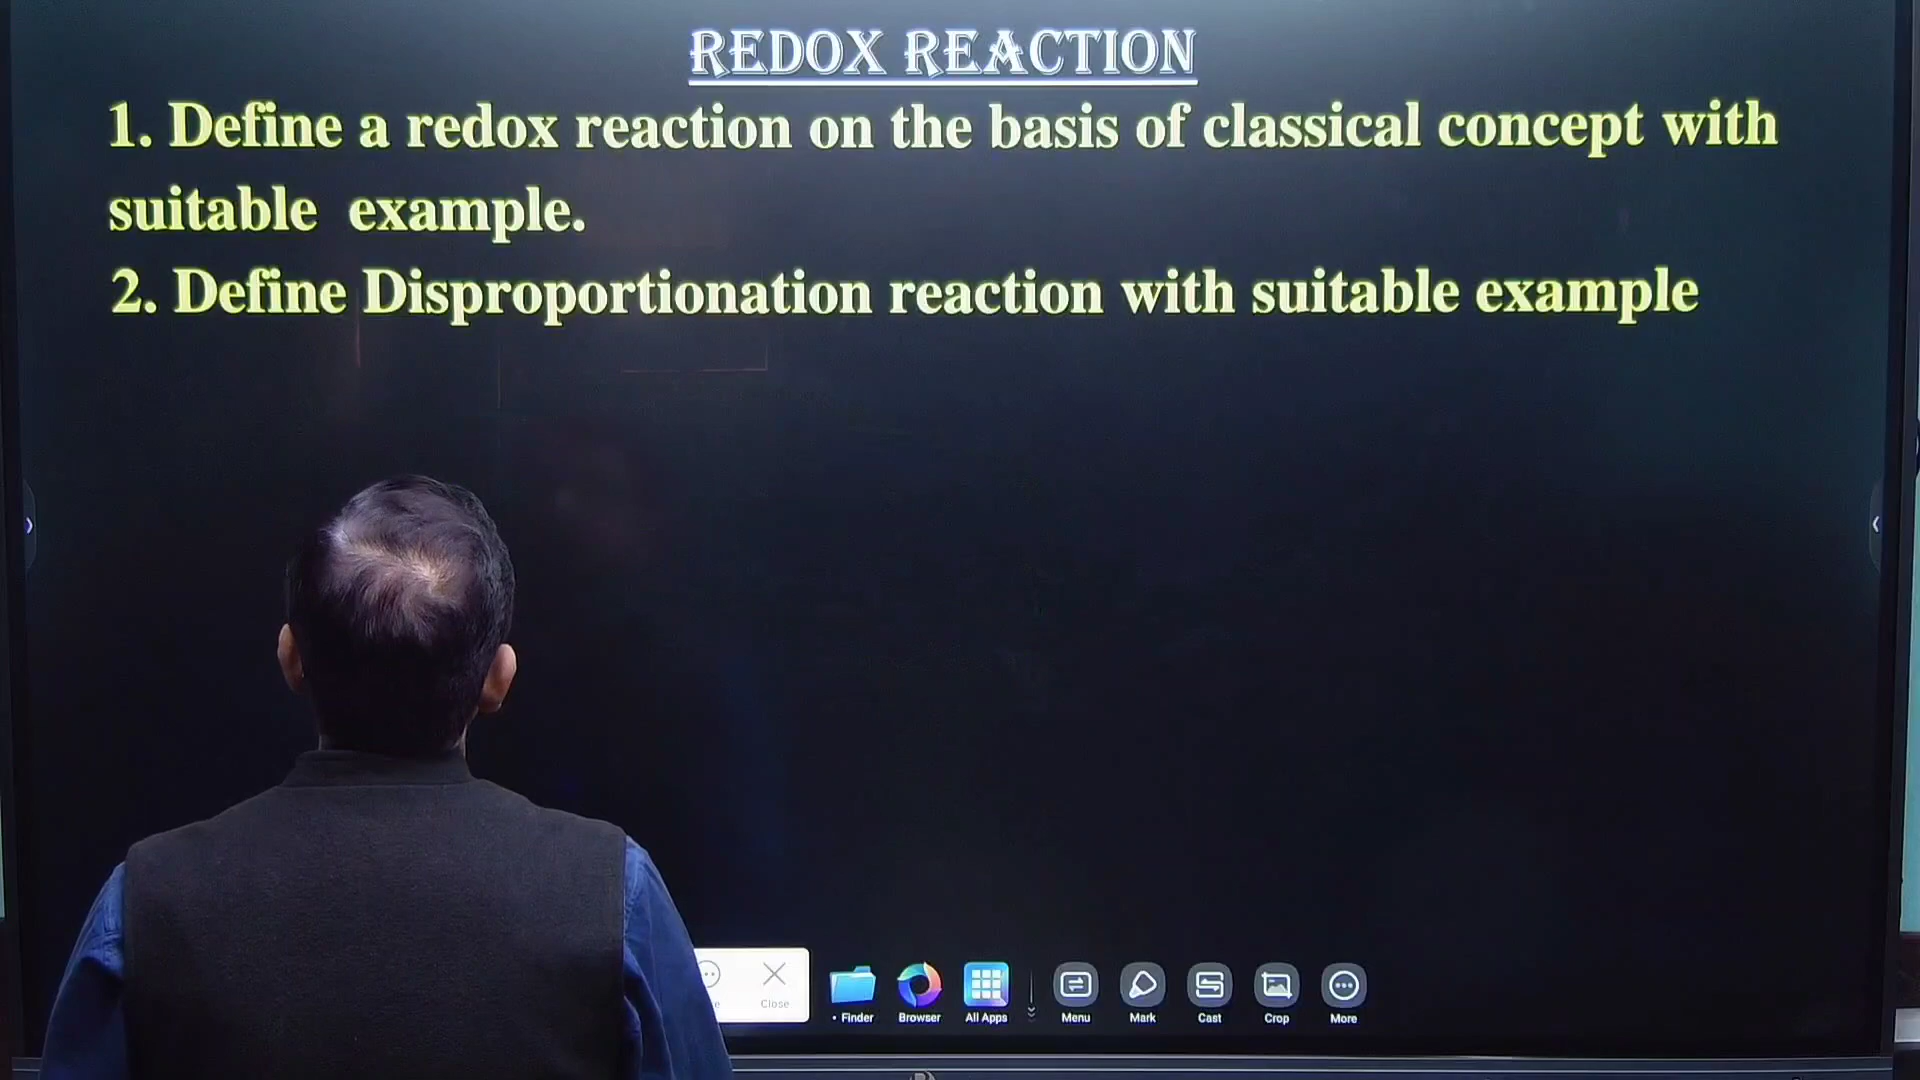 REDOX REACTION
1. Define a redox reaction on the basis of classical concept with
suitable example.
2. Define Disproportionation reaction with suitable example
Close
Finder
Browser
All Apps
Menu
Mark
Cast
Crop
More